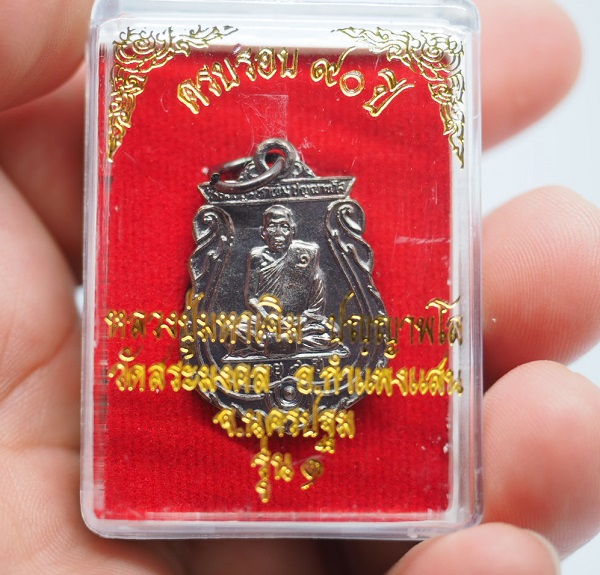 ครบรอบ ๙๐ ปี
หลวงปู่มหาเจิม ปญฺญาพโล
วัดสระมงคล อ.กำแพงแสน
จ.นครปฐม
รุ่น ๑